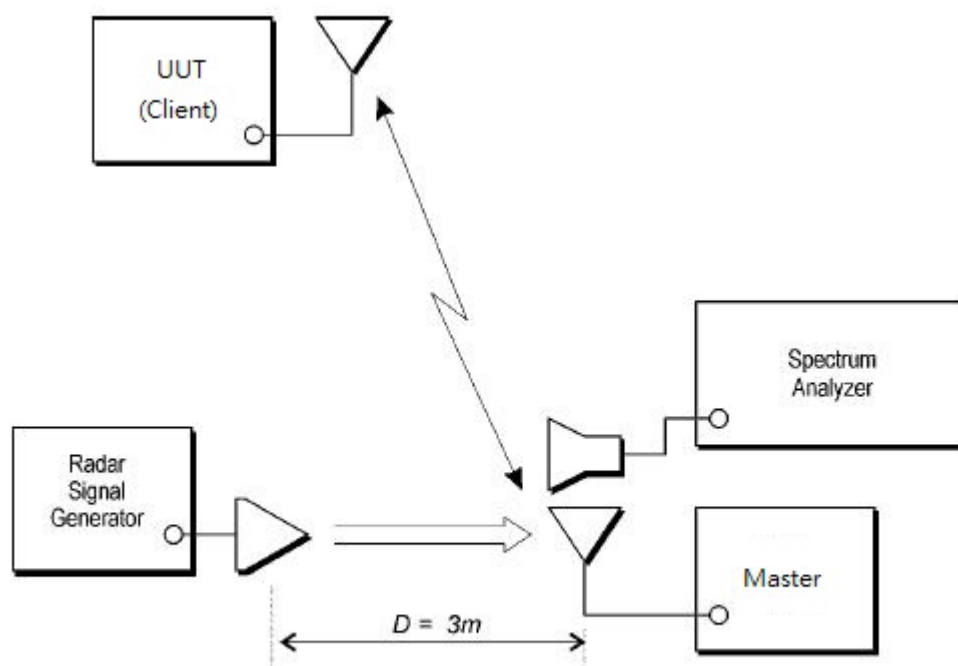 UUT
(Client)
Spectrum
Analyzer
Radar
Signal
Generator
Master
D = 3m